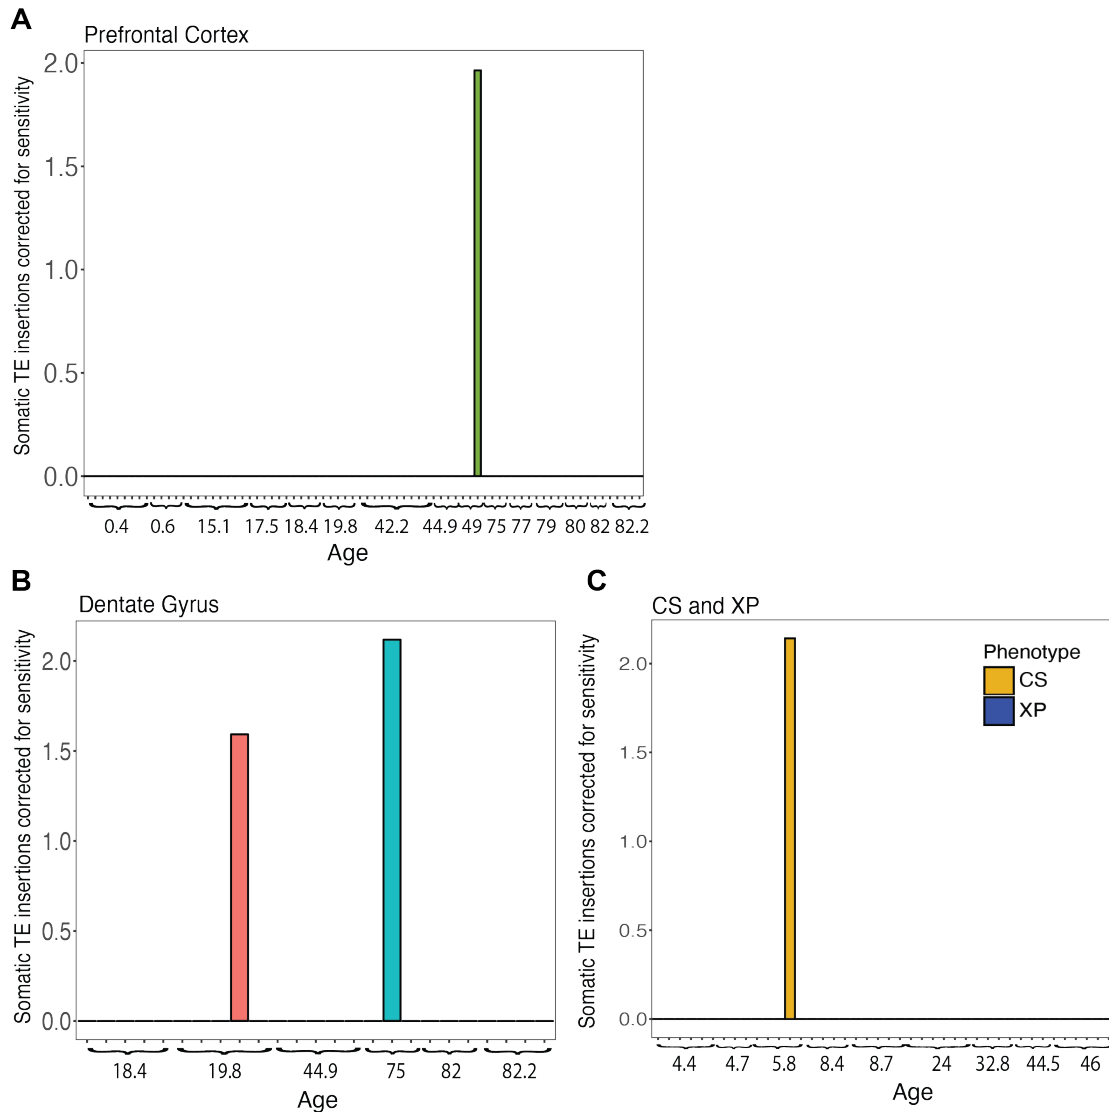 A
Prefrontal Cortex
Somatic TE insertions corrected for sensitivity
2.0
1.5
1.0
0.5
0.0
0.4 0.6 15.1 17.5 18.4 19.8 42.2 44.9 49 75 77 79 80 82 82.2
Age
B
Dentate Gyrus
Somatic TE insertions corrected for sensitivity
2.0
1.5
1.0
0.5
0.0
18.4 19.8 44.9 75 82 82.2
Age
C
CS and XP
Somatic TE insertions corrected for sensitivity
2.0
1.5
1.0
0.5
0.0
Phenotype
CS
XP
4.4 4.7 5.8 8.4 8.7 24 32.8 44.5 46
Age